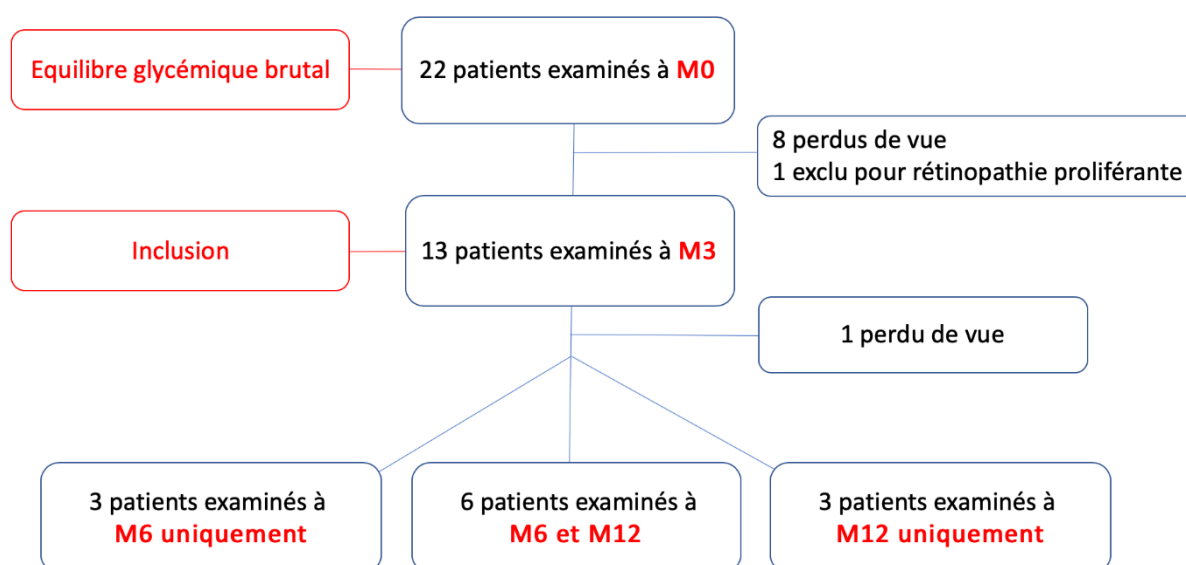 Equilibre glycémique brutal
22 patients examinés à M0
8 perdus de vue
1 exclu pour rétinopathie proliférante
Inclusion
13 patients examinés à M3
1 perdu de vue
3 patients examinés à
M6 uniquement
6 patients examinés à
M6 et M12
3 patients examinés à
M12 uniquement